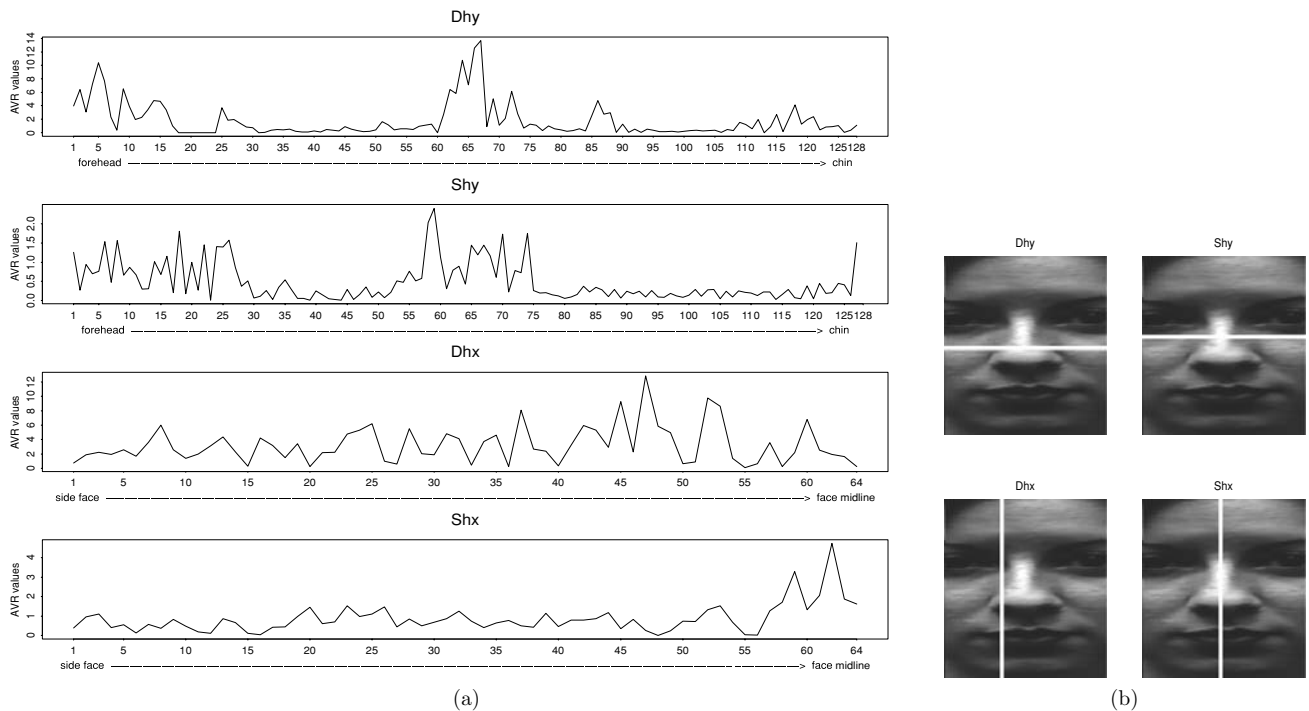 Dhy
AVR values
0 2 4 6 8 10 12 14
1 5 10 15 20 25 30 35 40 45 50 55 60 65 70 75 80 85 90 95 100 105 110 115 120 125 128
forehead ----> chin
Shy
AVR values
0.0 0.5 1.0 1.5 2.0
1 5 10 15 20 25 30 35 40 45 50 55 60 65 70 75 80 85 90 95 100 105 110 115 120 125 128
forehead ----> chin
Dhx
AVR values
0 2 4 6 8 10 12
1 5 10 15 20 25 30 35 40 45 50 55 60 64
side face ----> face midline
Shx
AVR values
0 1 2 3 4
1 5 10 15 20 25 30 35 40 45 50 55 60 64
side face ----> face midline
(a)
Dhy Shy
Dhx Shx
(b)